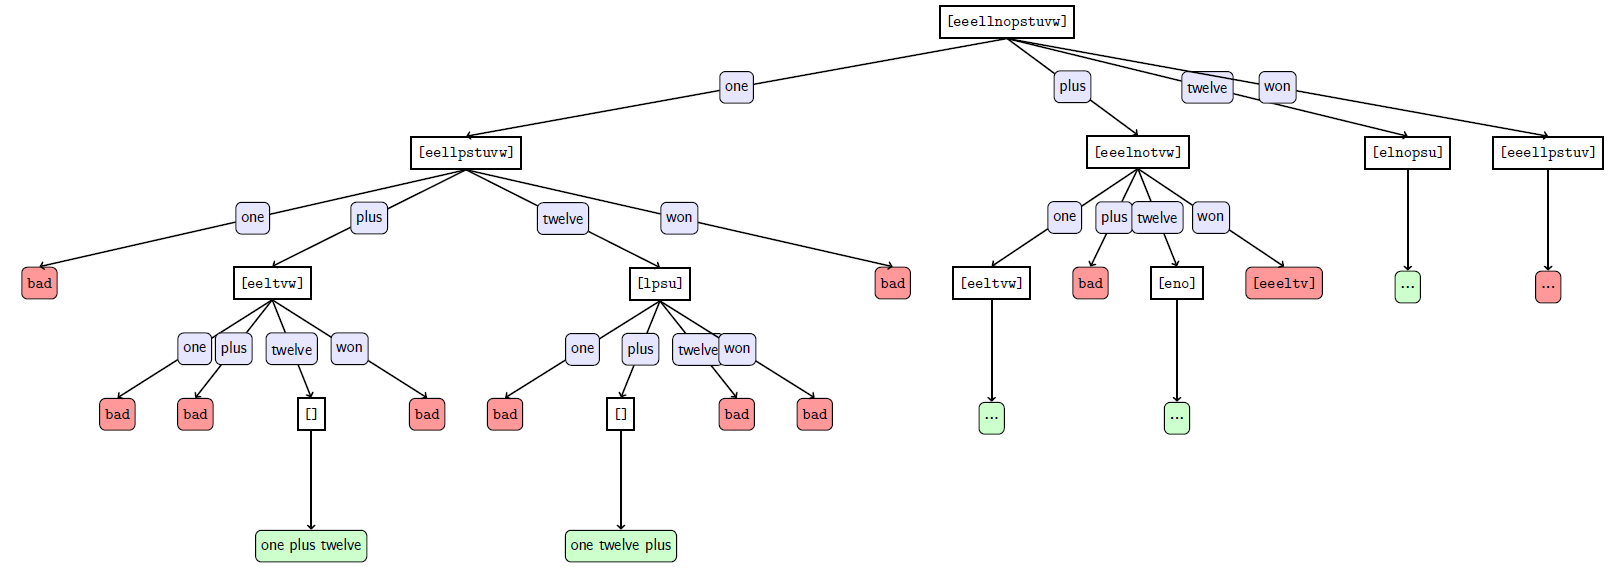 [eeellnopstuvw]
one
plus
twelve
won
[eellpstuvw]
[eeelnotvw]
[elnopsu]
[eeellpstuv]
one
plus
twelve
won
one
plus
twelve
won
bad
[eeltvw]
[lpsu]
bad
[eeltvw]
bad
[eno]
[eeeltv]
...
...
one
plus
twelve
won
one
plus
twelve
won
bad
bad
[]
bad
bad
[]
bad
bad
...
...
one plus twelve
one twelve plus